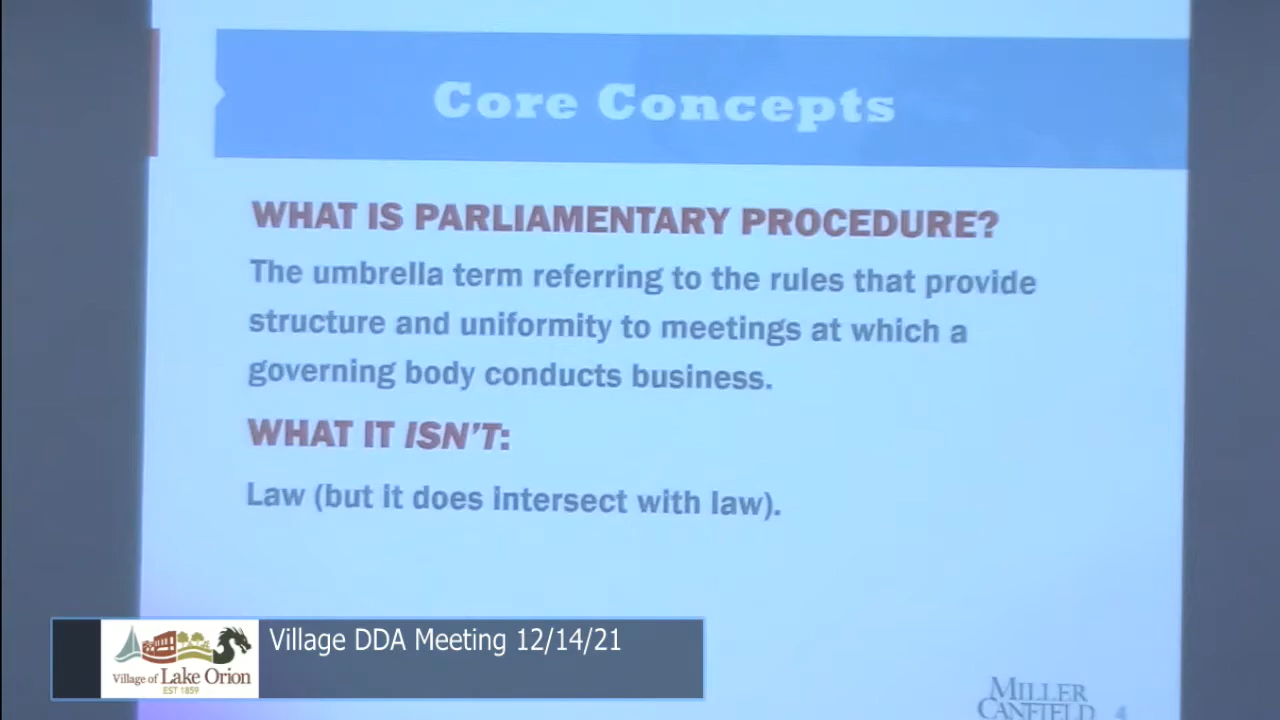 Core Concepts
WHAT IS PARLIAMENTARY PROCEDURE?
The umbrella term referring to the rules that provide
structure and uniformity to meetings at which a
governing body conducts business.
WHAT IT ISN'T:
Law (but it does intersect with law).
Village DDA Meeting 12/14/21
Village of Lake Orion
EST 1859
MILLER
CANFIELD
4